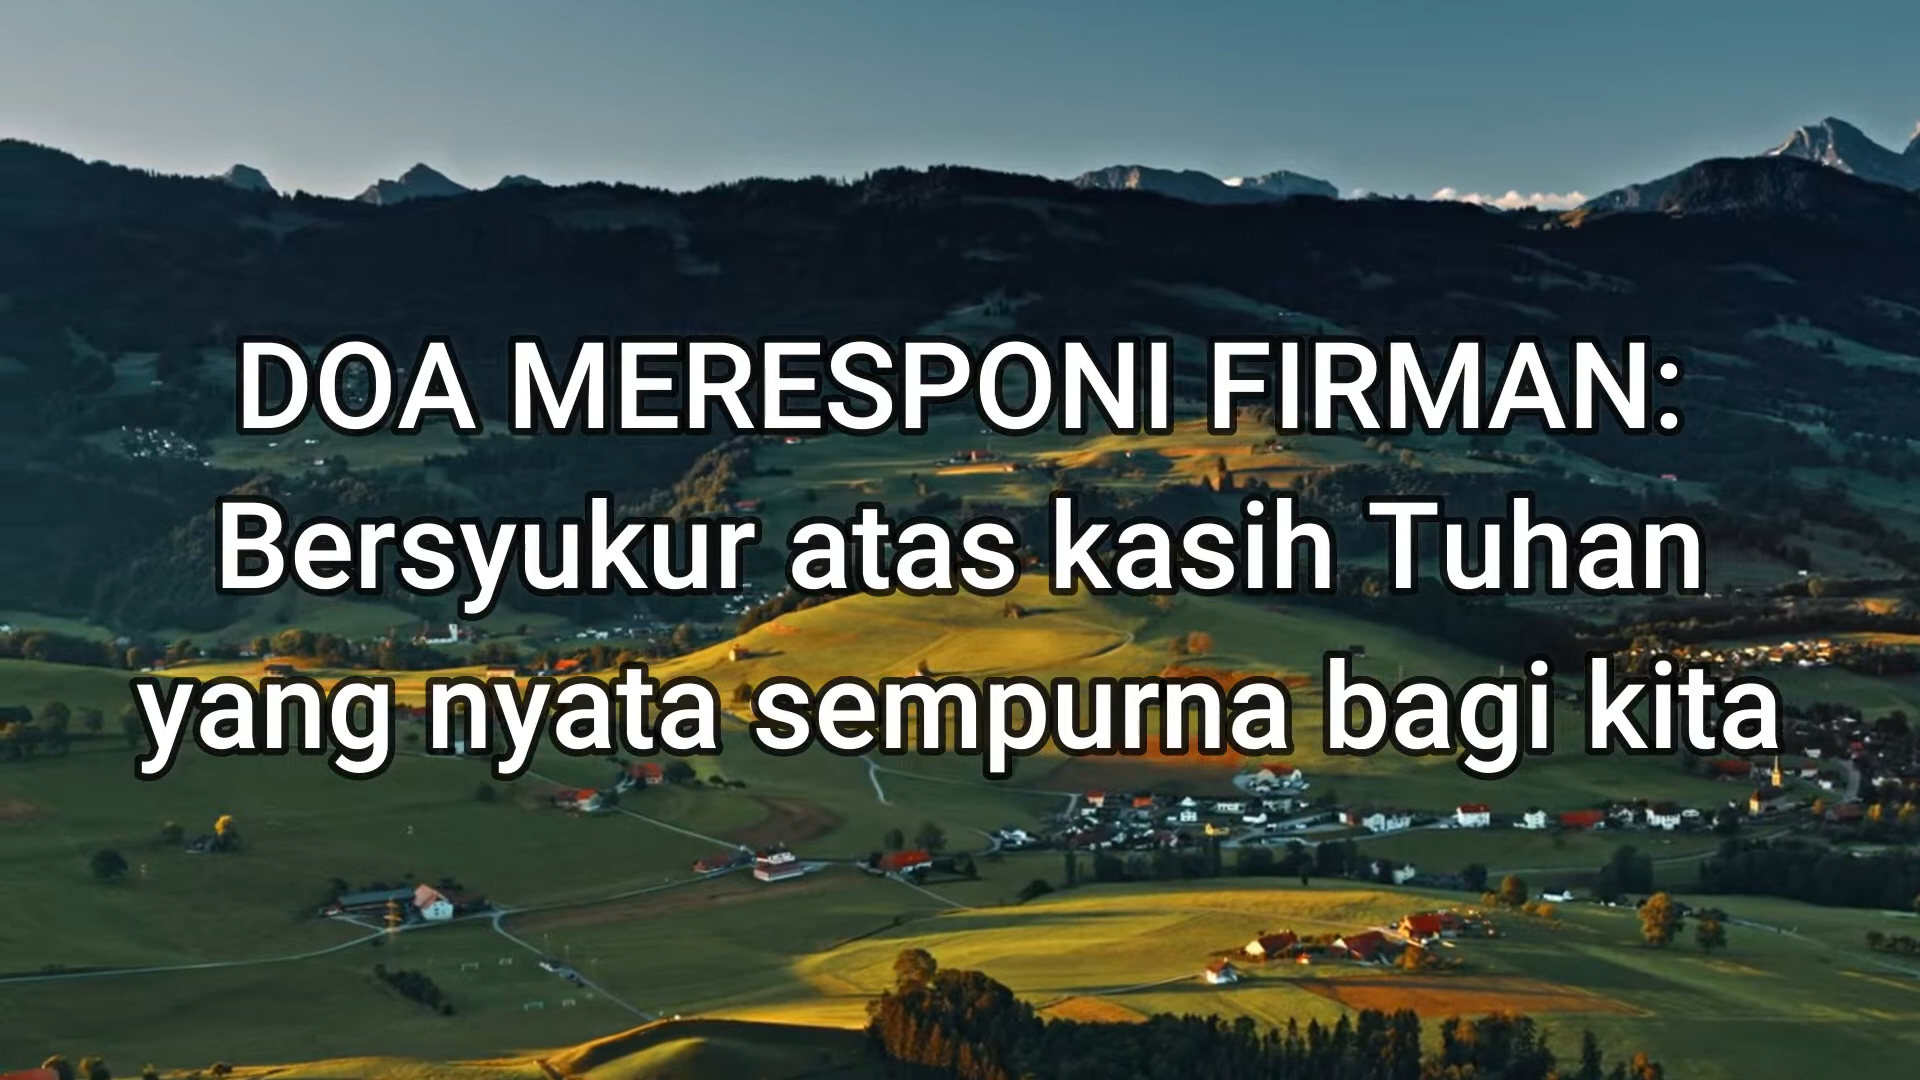 DOA MERESPONI FIRMAN:
Bersyukur atas kasih Tuhan
yang nyata sempurna bagi kita